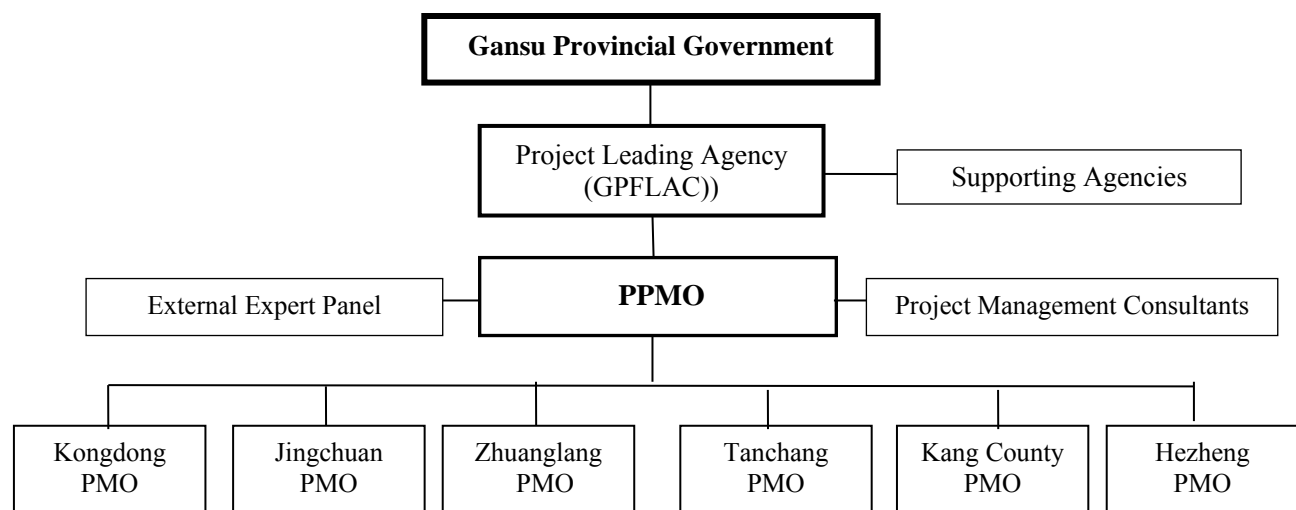 Gansu Provincial Government
Project Leading Agency
(GPFLAC))
Supporting Agencies
External Expert Panel
PPMO
Project Management Consultants
Kongdong
PMO
Jingchuan
PMO
Zhuanglang
PMO
Tanchang
PMO
Kang County
PMO
Hezheng
PMO